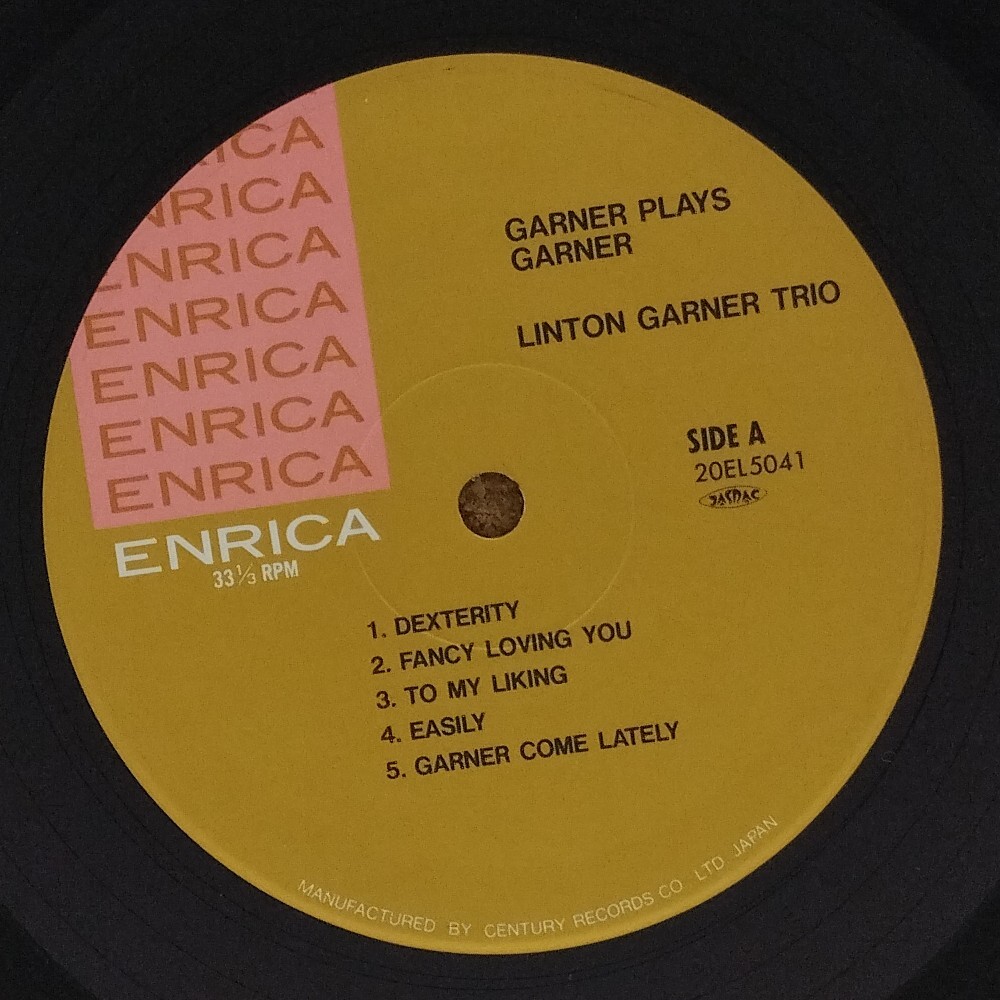 ENRICA
ENRICA
ENRICA
ENRICA
ENRICA
ENRICA
ENRICA
ENRICA
33⅓ RPM
GARNER PLAYS
GARNER
LINTON GARNER TRIO
SIDE A
20EL5041
JASRAC
1. DEXTERITY
2. FANCY LOVING YOU
3. TO MY LIKING
4. EASILY
5. GARNER COME LATELY
MANUFACTURED BY CENTURY RECORDS CO LTD JAPAN